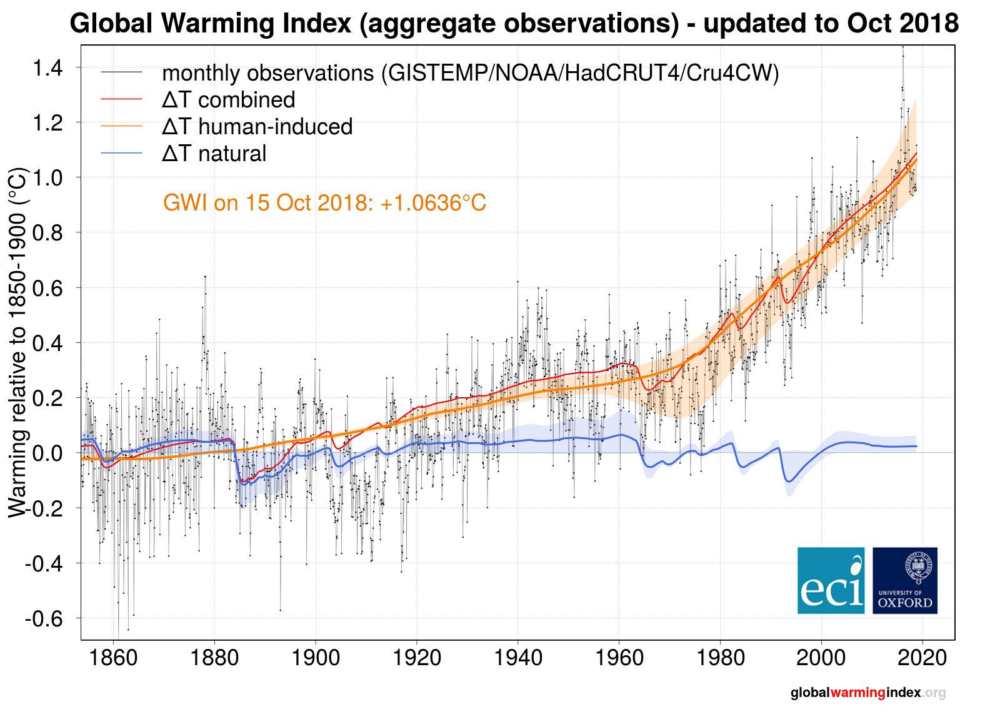 Global Warming Index (aggregate observations) - updated to Oct 2018
monthly observations (GISTEMP/NOAA/HadCRUT4/Cru4CW)
ΔT combined
ΔT human-induced
ΔT natural
GWI on 15 Oct 2018: +1.0636°C
Warming relative to 1850-1900 (°C)
1.4
1.2
1.0
0.8
0.6
0.4
0.2
0.0
-0.2
-0.4
-0.6
1860 1880 1900 1920 1940 1960 1980 2000 2020
eci
UNIVERSITY OF
OXFORD
globalwarmingindex.org